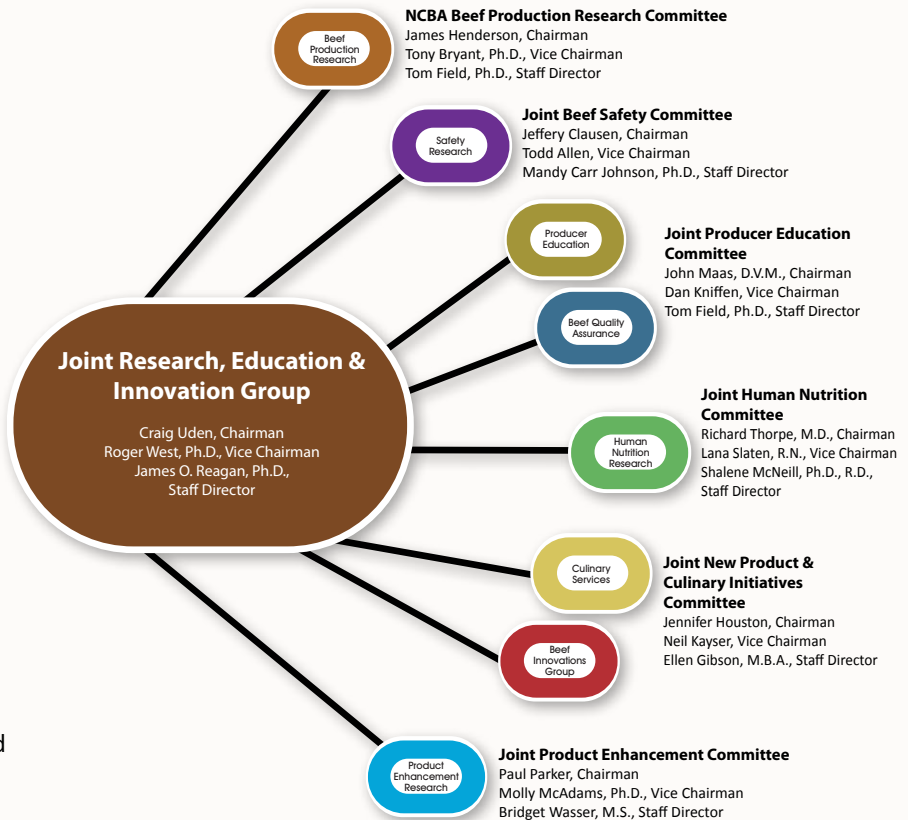 Beef
Production
Research
NCBA Beef Production Research Committee
James Henderson, Chairman
Tony Bryant, Ph.D., Vice Chairman
Tom Field, Ph.D., Staff Director
Safety
Research
Joint Beef Safety Committee
Jeffery Clausen, Chairman
Todd Allen, Vice Chairman
Mandy Carr Johnson, Ph.D., Staff Director
Producer
Education
Beef Quality
Assurance
Joint Producer Education
Committee
John Maas, D.V.M., Chairman
Dan Kniffen, Vice Chairman
Tom Field, Ph.D., Staff Director
Joint Research, Education &
Innovation Group
Craig Uden, Chairman
Roger West, Ph.D., Vice Chairman
James O. Reagan, Ph.D.,
Staff Director
Human
Nutrition
Research
Joint Human Nutrition
Committee
Richard Thorpe, M.D., Chairman
Lana Slaten, R.N., Vice Chairman
Shalene McNeill, Ph.D., R.D.,
Staff Director
Culinary
Services
Beef
Innovations
Group
Joint New Product &
Culinary Initiatives
Committee
Jennifer Houston, Chairman
Neil Kayser, Vice Chairman
Ellen Gibson, M.B.A., Staff Director
Product
Enhancement
Research
Joint Product Enhancement Committee
Paul Parker, Chairman
Molly McAdams, Ph.D., Vice Chairman
Bridget Wasser, M.S., Staff Director